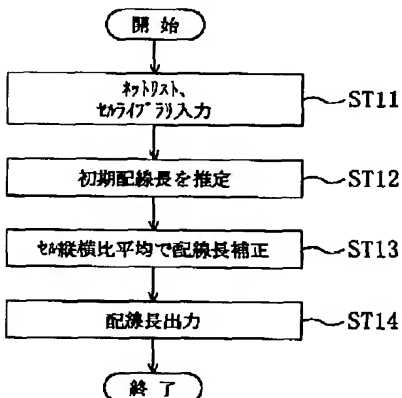 開 始
ネットリスト、
セルライブラリ入力
ST11
初期配線長を推定
ST12
セル縦横比平均で配線長補正
ST13
配線長出力
ST14
終 了